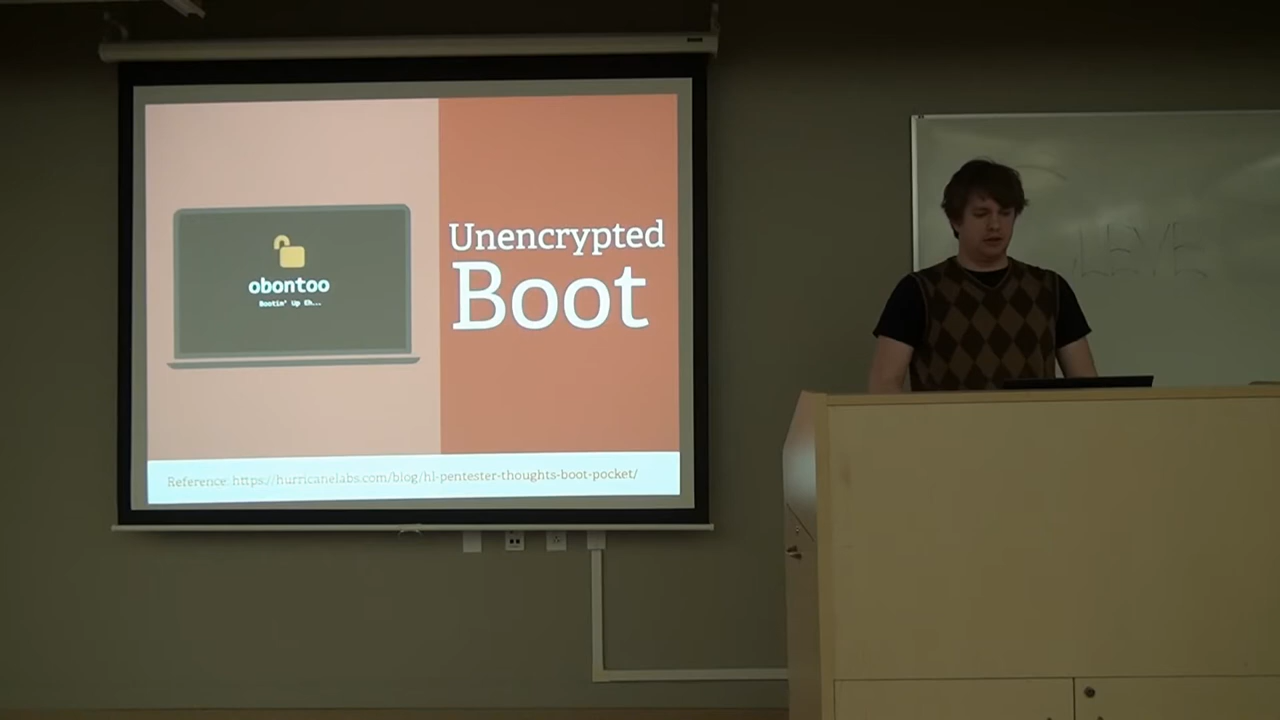 obontoo
Bootin' Up Eh...
Unencrypted
Boot
Reference: https://hurricanelabs.com/blog/hl-pentester-thoughts-boot-pocket/